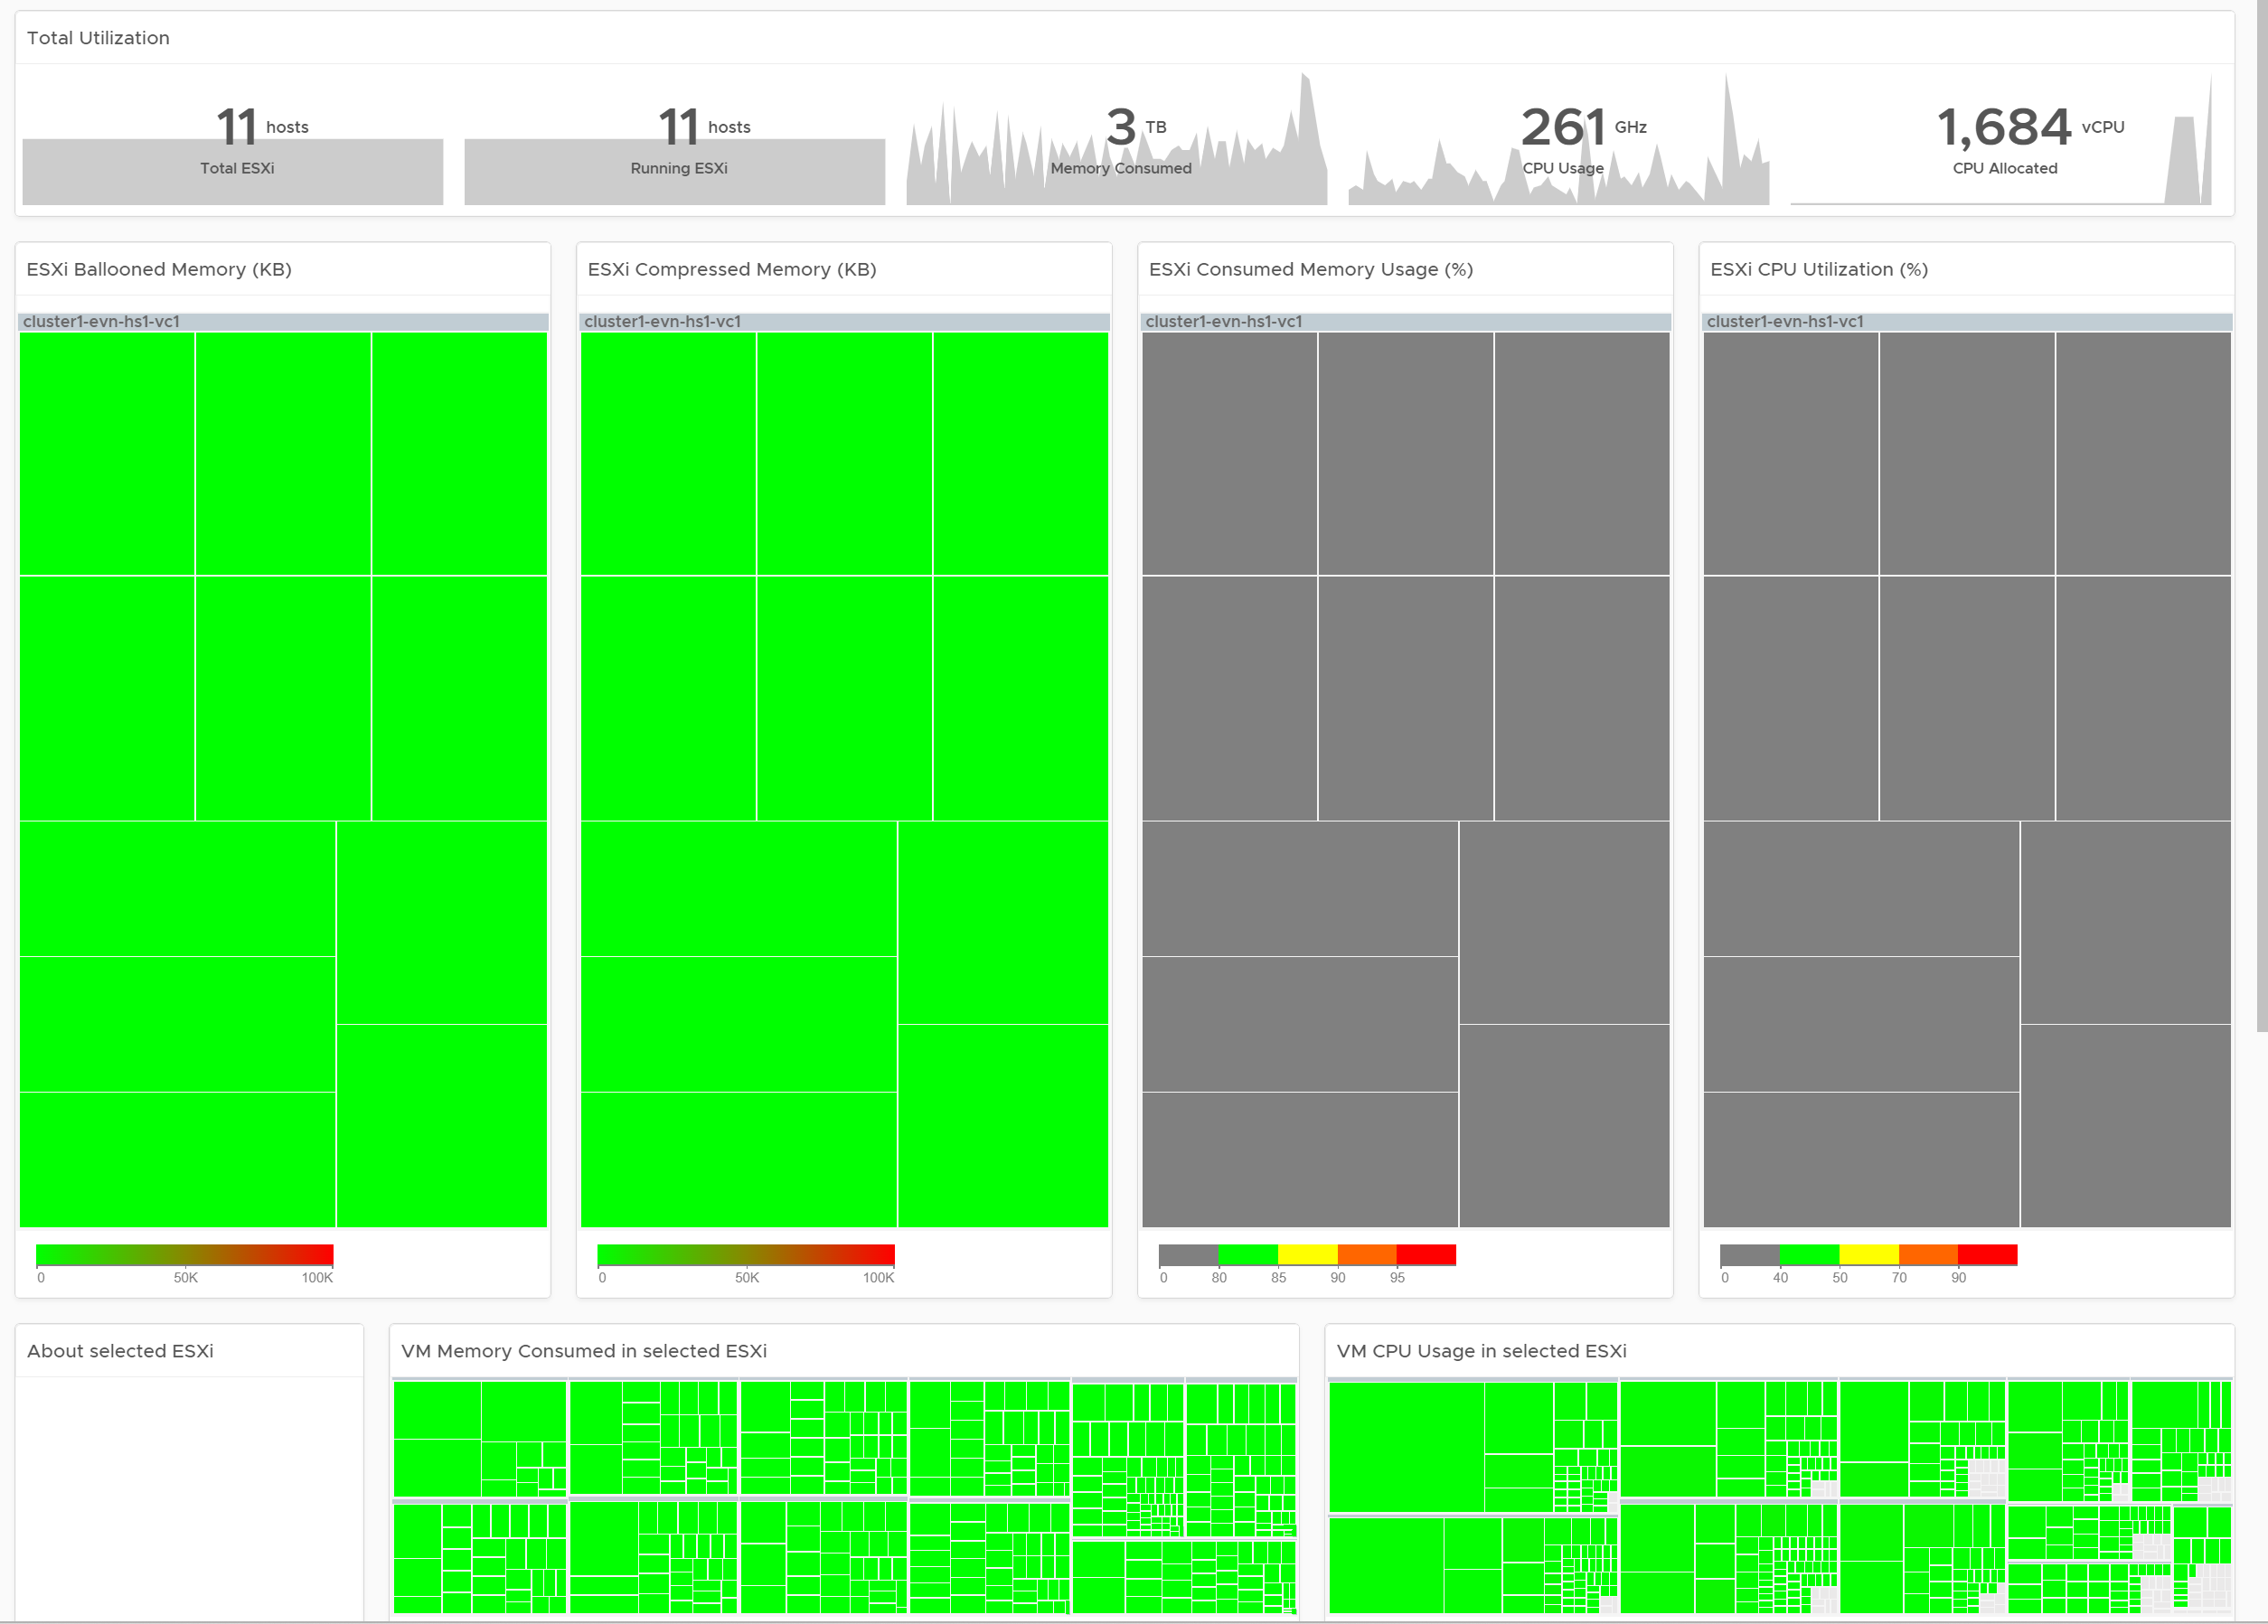 Total Utilization
11 hosts
Total ESXi
11 hosts
Running ESXi
3 TB
Memory Consumed
261 GHz
CPU Usage
1,684 vCPU
CPU Allocated
ESXi Ballooned Memory (KB)
cluster1-evn-hs1-vc1
0 50K 100K
ESXi Compressed Memory (KB)
cluster1-evn-hs1-vc1
0 50K 100K
ESXi Consumed Memory Usage (%)
cluster1-evn-hs1-vc1
0 80 85 90 95
ESXi CPU Utilization (%)
cluster1-evn-hs1-vc1
0 40 50 70 90
About selected ESXi
VM Memory Consumed in selected ESXi
VM CPU Usage in selected ESXi